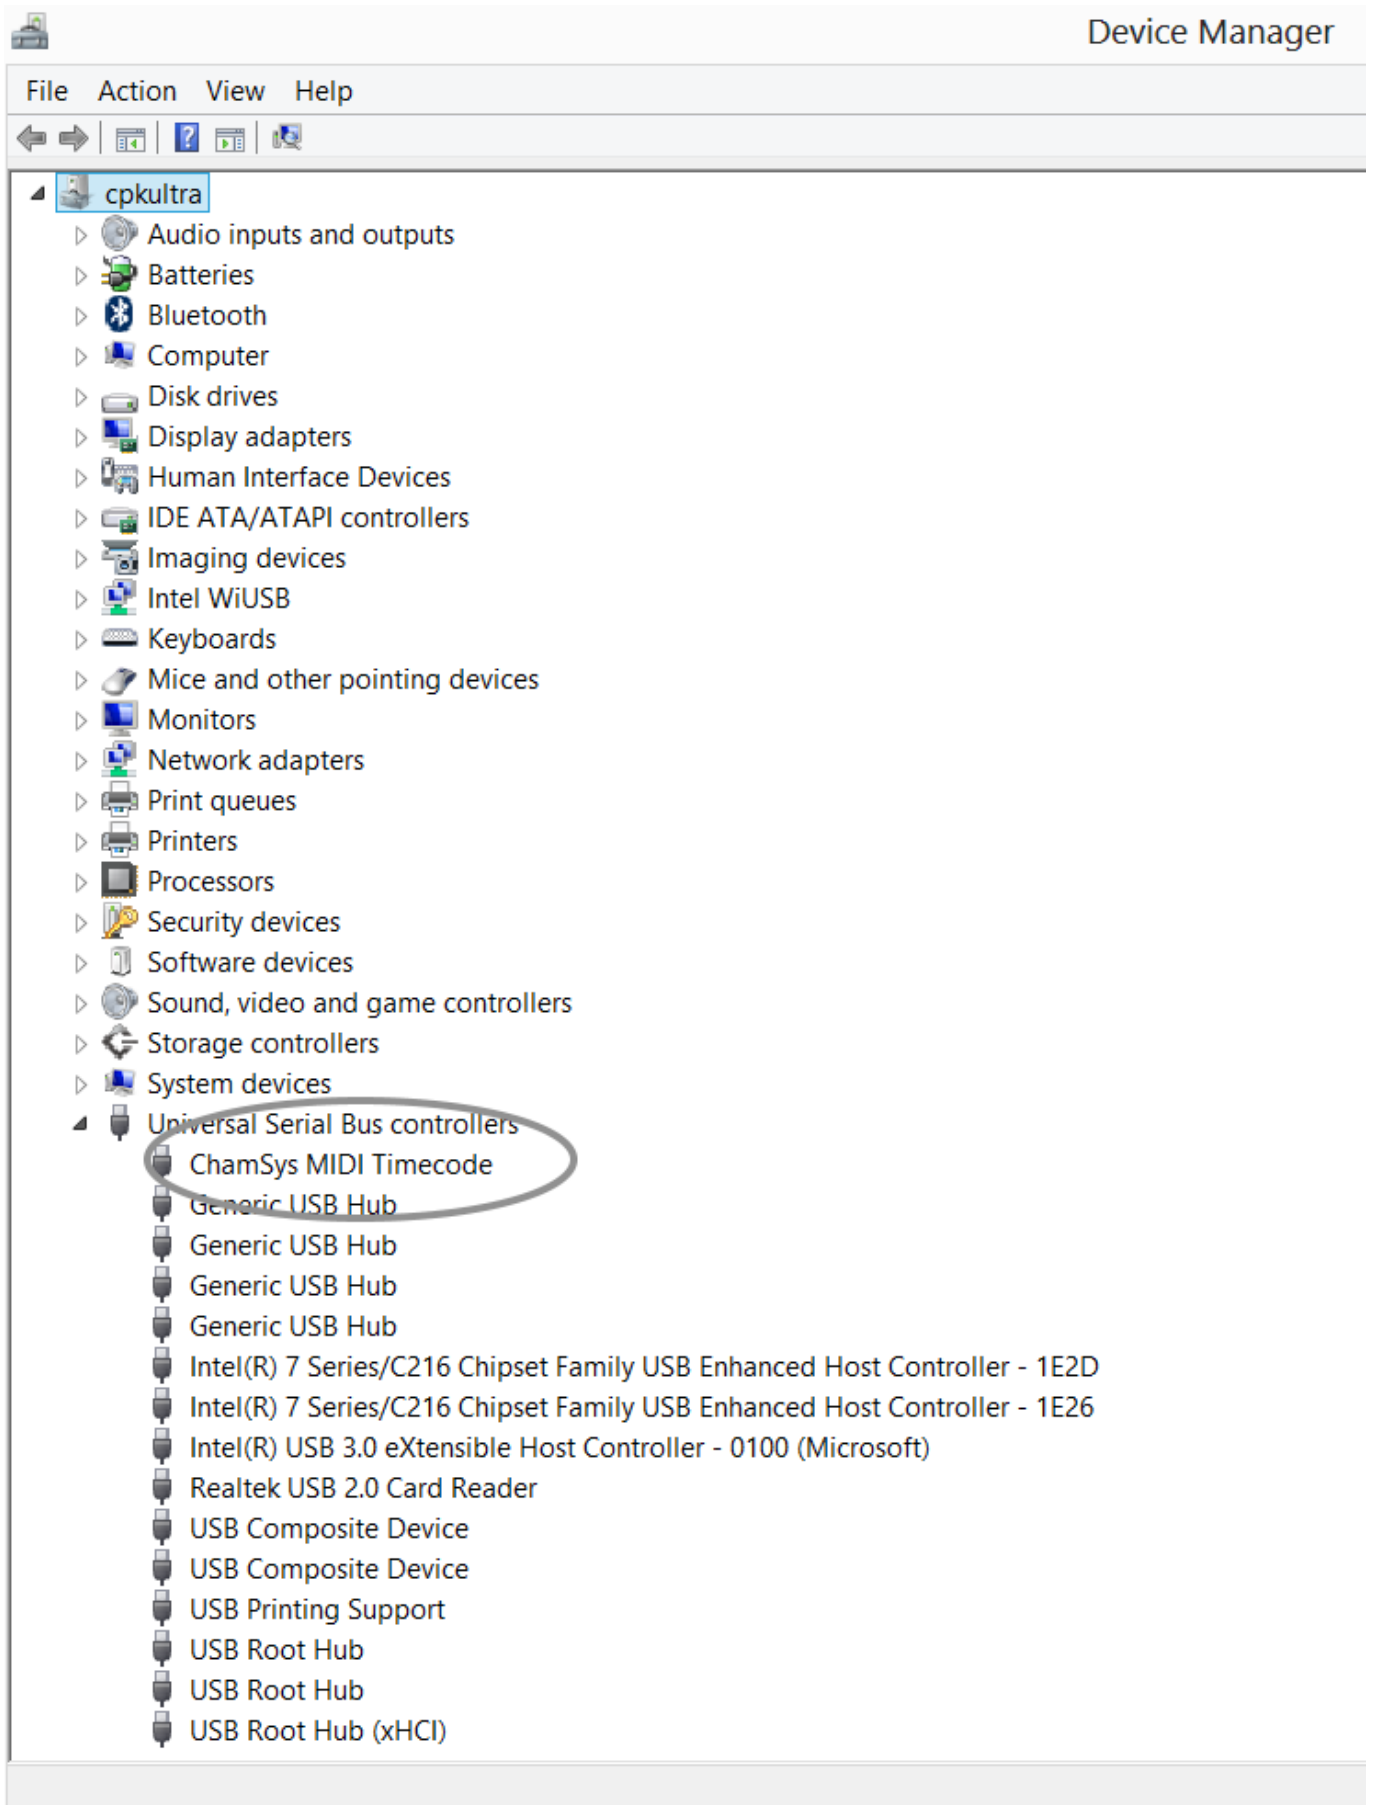 Device Manager
File Action View Help
cpkultra
Audio inputs and outputs
Batteries
Bluetooth
Computer
Disk drives
Display adapters
Human Interface Devices
IDE ATA/ATAPI controllers
Imaging devices
Intel WiUSB
Keyboards
Mice and other pointing devices
Monitors
Network adapters
Print queues
Printers
Processors
Security devices
Software devices
Sound, video and game controllers
Storage controllers
System devices
Universal Serial Bus controllers
ChamSys MIDI Timecode
Generic USB Hub
Generic USB Hub
Generic USB Hub
Generic USB Hub
Intel(R) 7 Series/C216 Chipset Family USB Enhanced Host Controller - 1E2D
Intel(R) 7 Series/C216 Chipset Family USB Enhanced Host Controller - 1E26
Intel(R) USB 3.0 eXtensible Host Controller - 0100 (Microsoft)
Realtek USB 2.0 Card Reader
USB Composite Device
USB Composite Device
USB Printing Support
USB Root Hub
USB Root Hub
USB Root Hub (xHCI)